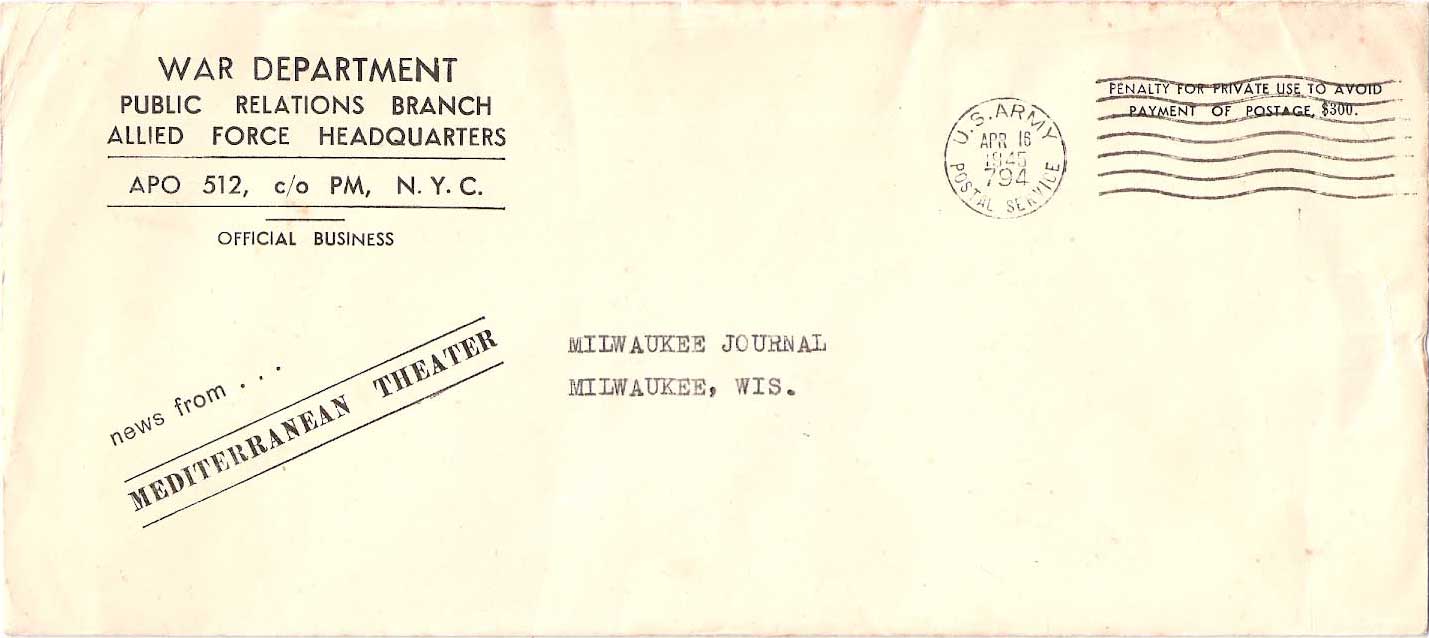 WAR DEPARTMENT
PUBLIC RELATIONS BRANCH
ALLIED FORCE HEADQUARTERS
APO 512, c/o PM, N. Y. C.
OFFICIAL BUSINESS
U.S. ARMY
APR 16
1945
794
POSTAL SERVICE
PENALTY FOR PRIVATE USE TO AVOID
PAYMENT OF POSTAGE, $300.
news from . . .
MEDITERRANEAN THEATER
MILWAUKEE JOURNAL
MILWAUKEE, WIS.